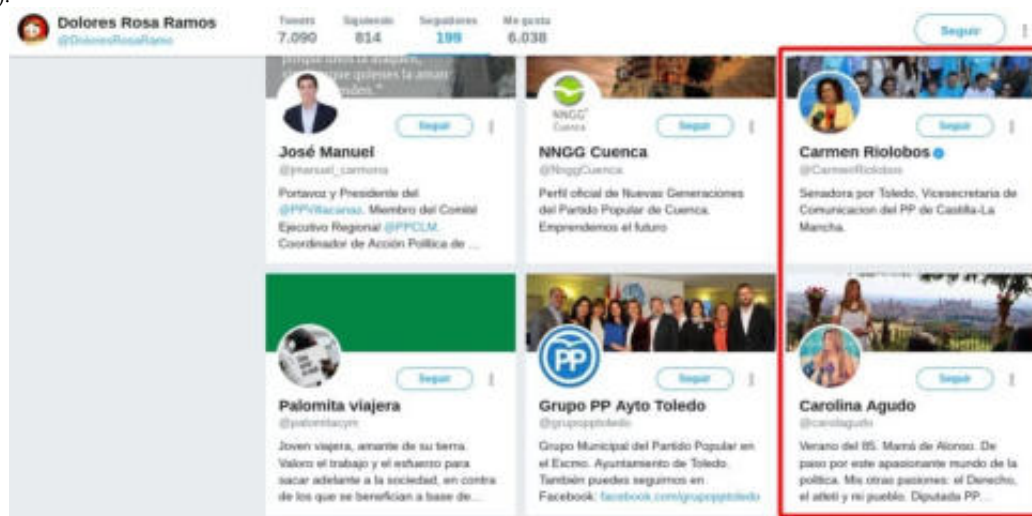 ).
Dolores Rosa Ramos
@DoloresRosaRamo
Tweets Siguiendo Seguidores Me gusta
7.090 814 199 6.038
Seguir
Seguir
José Manuel
@jmanuel_carmona
Portavoz y Presidente del
@PPVillacanas. Miembro del Comité
Ejecutivo Regional @PPCLM.
Coordinador de Acción Política de ...
NNGG
Cuenca
Seguir
NNGG Cuenca
@NnggCuenca
Perfil oficial de Nuevas Generaciones
del Partido Popular de Cuenca.
Emprendemos el futuro
Seguir
Carmen Riolobos
@CarmenRiolobos
Senadora por Toledo, Vicesecretaria de
Comunicacion del PP de Castilla-La
Mancha.
Seguir
Palomita viajera
@palomitacym
Joven viajera, amante de su tierra.
Valoro el trabajo y el esfuerzo para
sacar adelante a la sociedad, en contra
de los que se benefician a base de...
PP
Seguir
Grupo PP Ayto Toledo
@grupopptoledo
Grupo Municipal del Partido Popular en
el Excmo. Ayuntamiento de Toledo.
También puedes seguirnos en
Facebook: facebook.com/grupopptoledo
Seguir
Carolina Agudo
@carolagudo
Verano del 85. Mamá de Alonso. De
paso por este apasionante mundo de la
política. Mis otras pasiones: el Derecho,
el atleti y mi pueblo. Diputada PP...